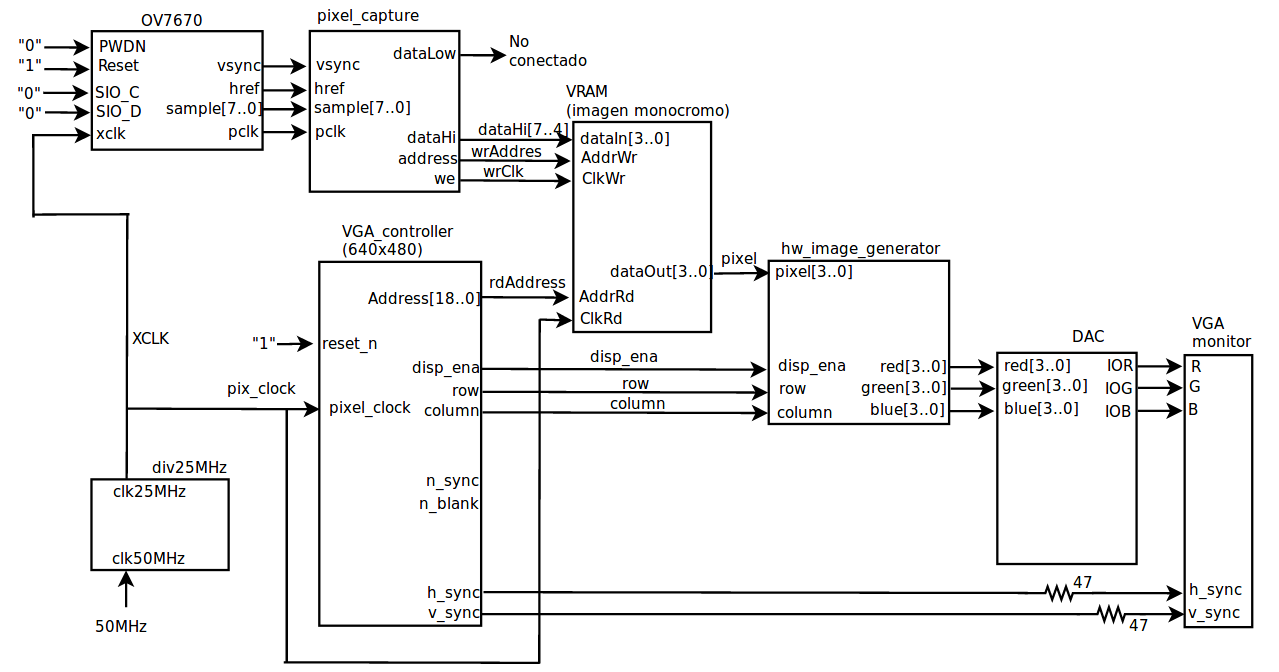 OV7670
"0"
PWDN
"1"
Reset
"0"
SIO_C
"0"
SIO_D
xclk
vsync
href
sample[7..0]
pclk
pixel_capture
vsync
href
sample[7..0]
pclk
dataLow
dataHi
address
we
No
conectado
dataHi[7..4]
wrAddres
wrClk
VRAM
(imagen monocromo)
dataIn[3..0]
AddrWr
ClkWr
dataOut[3..0]
AddrRd
ClkRd
pixel
VGA_controller
(640x480)
Address[18..0]
rdAddress
"1"
reset_n
disp_ena
row
column
pixel_clock
n_sync
n_blank
h_sync
v_sync
XCLK
pix_clock
div25MHz
clk25MHz
clk50MHz
50MHz
disp_ena
row
column
hw_image_generator
pixel[3..0]
disp_ena
row
column
red[3..0]
green[3..0]
blue[3..0]
DAC
red[3..0]
green[3..0]
blue[3..0]
IOR
IOG
IOB
VGA
monitor
R
G
B
47
h_sync
47
v_sync